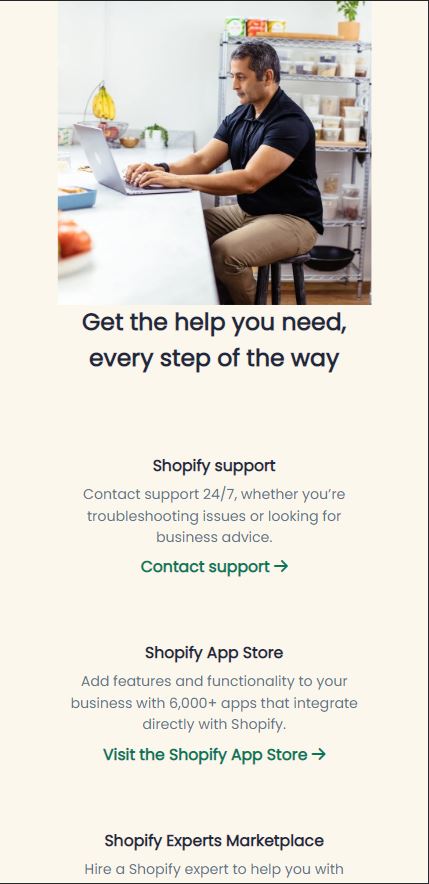 Get the help you need,
every step of the way
Shopify support
Contact support 24/7, whether you’re
troubleshooting issues or looking for
business advice.
Contact support →
Shopify App Store
Add features and functionality to your
business with 6,000+ apps that integrate
directly with Shopify.
Visit the Shopify App Store →
Shopify Experts Marketplace
Hire a Shopify expert to help you with